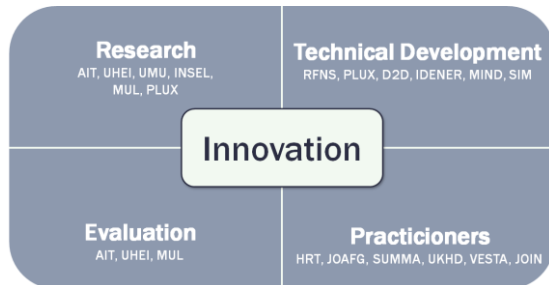 Research
AIT, UHEI, UMU, INSEL,
MUL, PLUX
Technical Development
RFNS, PLUX, D2D, IDENER, MIND, SIM
Innovation
Evaluation
AIT, UHEI, MUL
Practicioners
HRT, JOAFG, SUMMA, UKHD, VESTA, JOIN